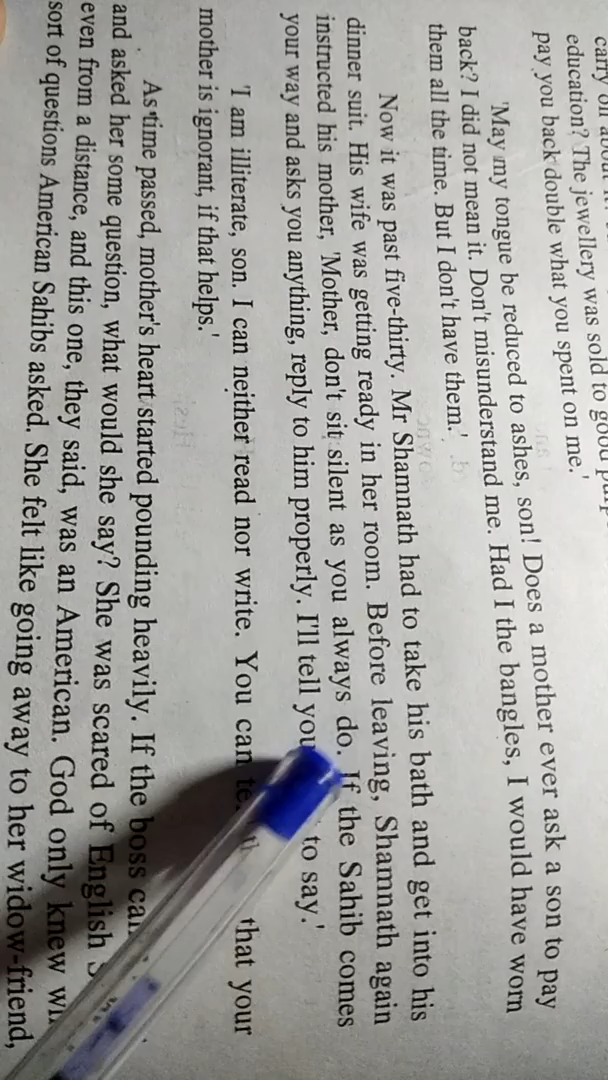 education? The jewellery was sold to good
pay you back double what you spent on me.'
'May my tongue be reduced to ashes, son! Does a mother ever ask a son to pay
back? I did not mean it. Don't misunderstand me. Had I the bangles, I would have worn
them all the time. But I don't have them.'
Now it was past five-thirty. Mr Shamnath had to take his bath and get into his
dinner suit. His wife was getting ready in her room. Before leaving, Shamnath again
instructed his mother, 'Mother, don't sit silent as you always do. If the Sahib comes
your way and asks you anything, reply to him properly. I'll tell you to say.'
'I am illiterate, son. I can neither read nor write. You can that your
mother is ignorant, if that helps.'
As time passed, mother's heart started pounding heavily. If the boss
and asked her some question, what would she say? She was scared of English
even from a distance, and this one, they said, was an American. God only knew
sort of questions American Sahibs asked. She felt like going away to her widow-friend,